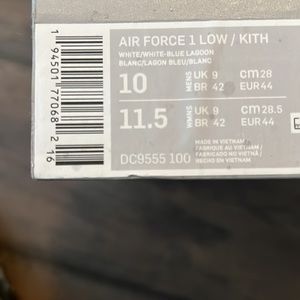 AIR FORCE 1 LOW / KITH
WHITE/WHITE-BLUE LAGOON
BLANC/LAGON BLEU/BLANC
10 MENS UK 9 cm 28
BR 42 EUR 44
11.5 WMNS UK 9 cm 28.5
BR 42 EUR 44
MADE IN VIETNAM /
FABRIQUÉ AU VIETNAM /
FABRICADO NO VIETNÃ /
HECHO EN VIETNAM
DC9555 100
1 94501 77068 2 16